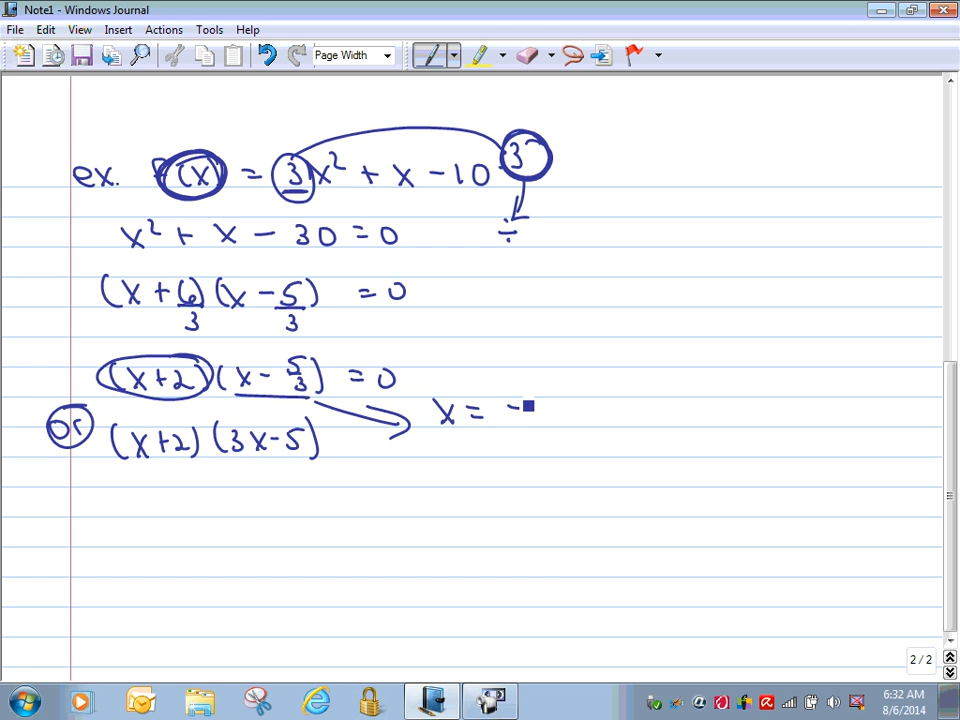 Note1 - Windows Journal
File Edit View Insert Actions Tools Help
Page Width
ex. f(x) = 3x² + x - 10 · 3
÷
x² + x - 30 = 0
(x + 6/3)(x - 5/3) = 0
(x+2)(x - 5/3) = 0
x = -
or (x+2)(3x-5)
2 / 2
6:32 AM
8/6/2014